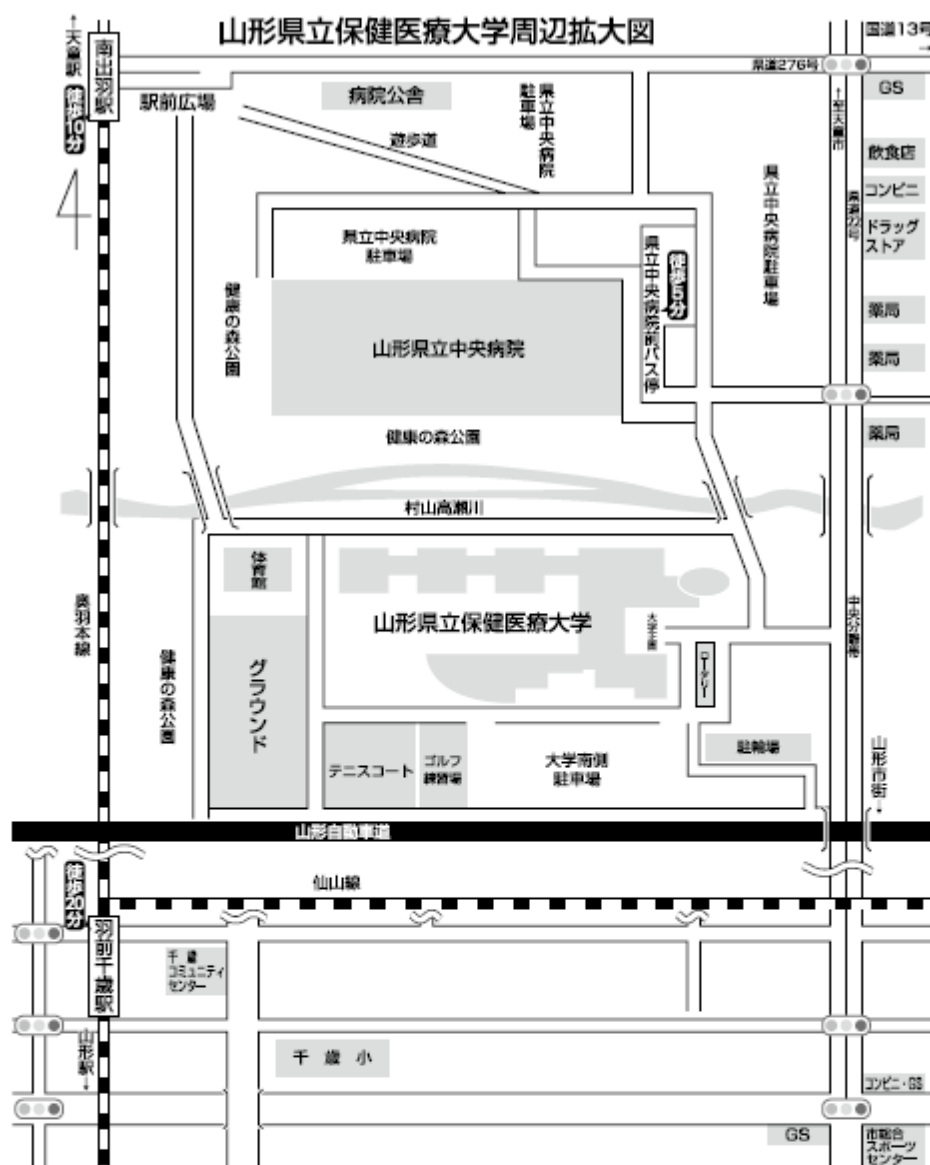 山形県立保健医療大学周辺拡大図
国道13号
→
↑天童駅
南出羽駅
徒歩10分
駅前広場
病院公舎
県立中央病院
駐車場
県道276号
GS
遊歩道
↑至天童市
飲食店
コンビニ
県道22号
ドラッグ
ストア
県立中央病院
駐車場
県立中央病院前バス停
徒歩5分
県立中央病院駐車場
健康の森公園
山形県立中央病院
薬局
薬局
健康の森公園
薬局
村山高瀬川
体育館
奥羽本線
山形県立保健医療大学
大学正面
ロータリー
中央分離帯
健康の森公園
グラウンド
テニスコート
ゴルフ
練習場
大学南側
駐車場
駐輪場
山形市街↓
山形自動車道
徒歩20分
仙山線
羽前千歳駅
千歳
コミュニティ
センター
山形駅↓
千歳小
コンビニ・GS
GS
市総合
スポーツ
センター